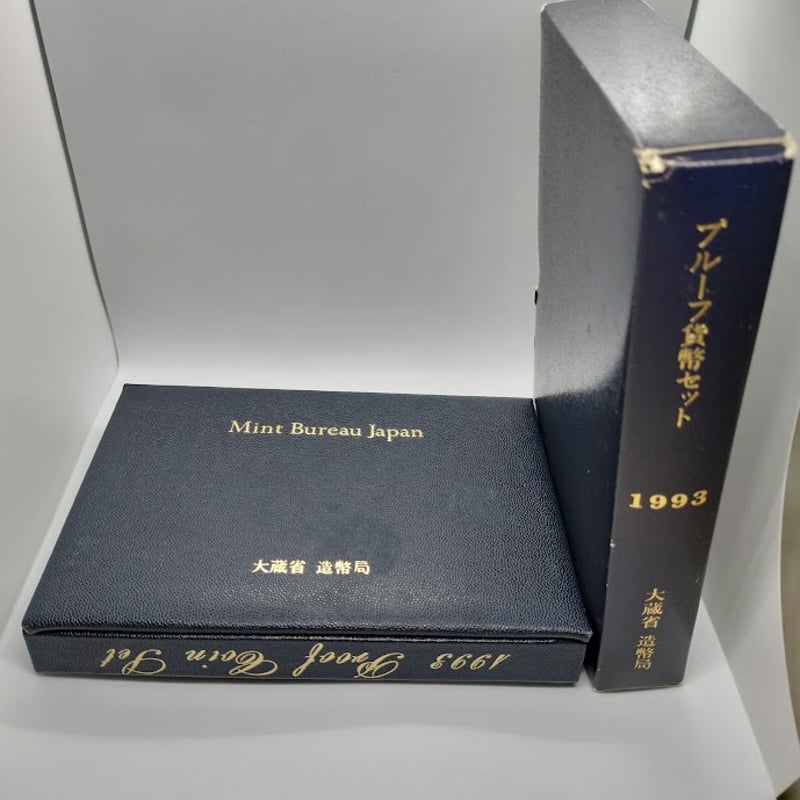 Mint Bureau Japan
大蔵省 造幣局
1993 Proof Coin Set
プルーフ貨幣セット
1993
大蔵省 造幣局